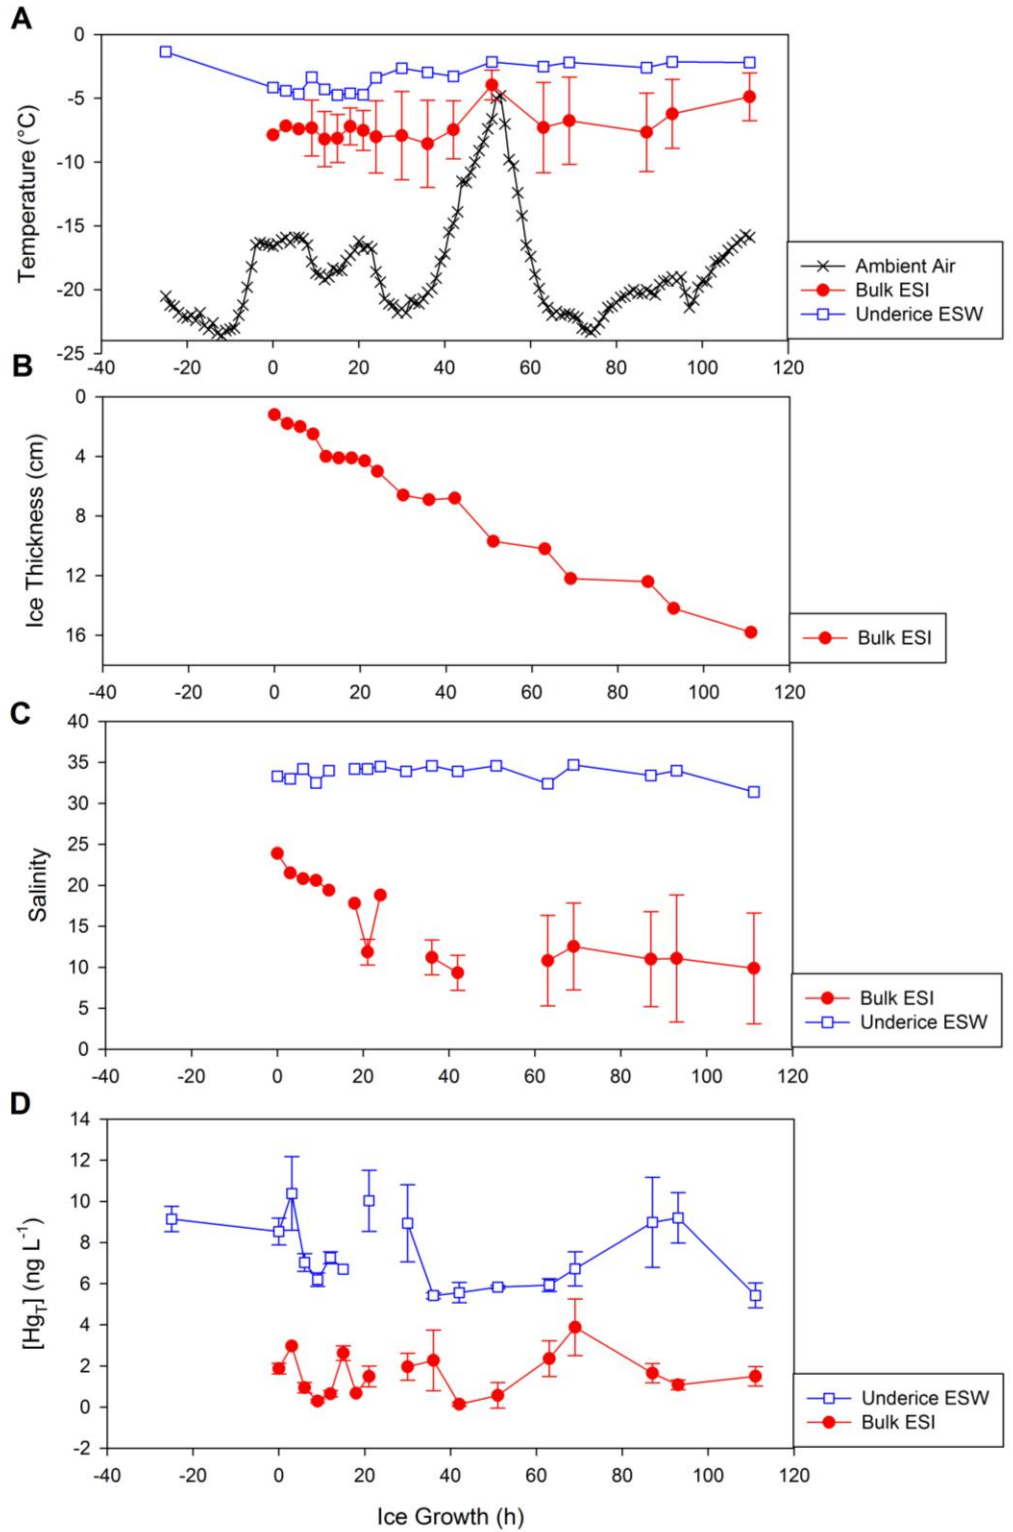 A
0
-5
-10
-15
-20
-25
Temperature (°C)
-40 -20 0 20 40 60 80 100 120
Ambient Air
Bulk ESI
Underice ESW
B
0
4
8
12
16
Ice Thickness (cm)
-40 -20 0 20 40 60 80 100 120
Bulk ESI
C
40
35
30
25
20
15
10
5
0
Salinity
-40 -20 0 20 40 60 80 100 120
Bulk ESI
Underice ESW
D
14
12
10
8
6
4
2
0
-2
[HgT] (ng L-1)
-40 -20 0 20 40 60 80 100 120
Underice ESW
Bulk ESI
Ice Growth (h)